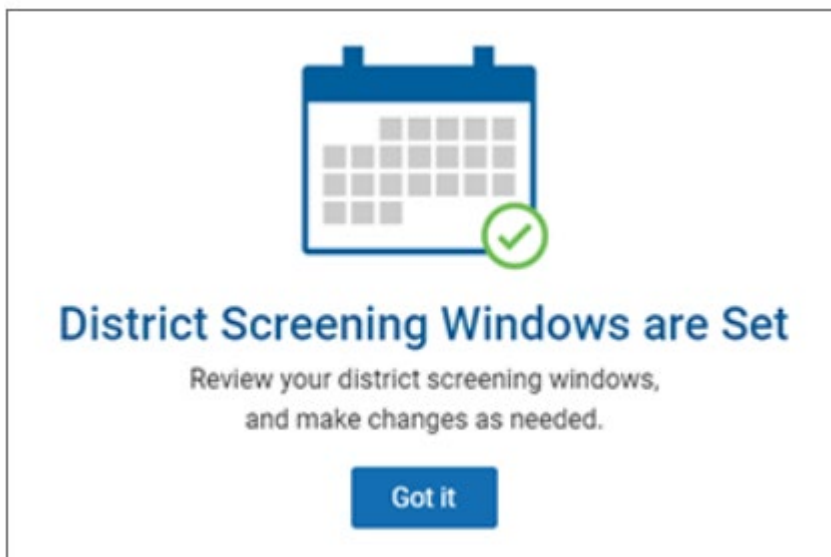 District Screening Windows are Set
Review your district screening windows,
and make changes as needed.
Got it